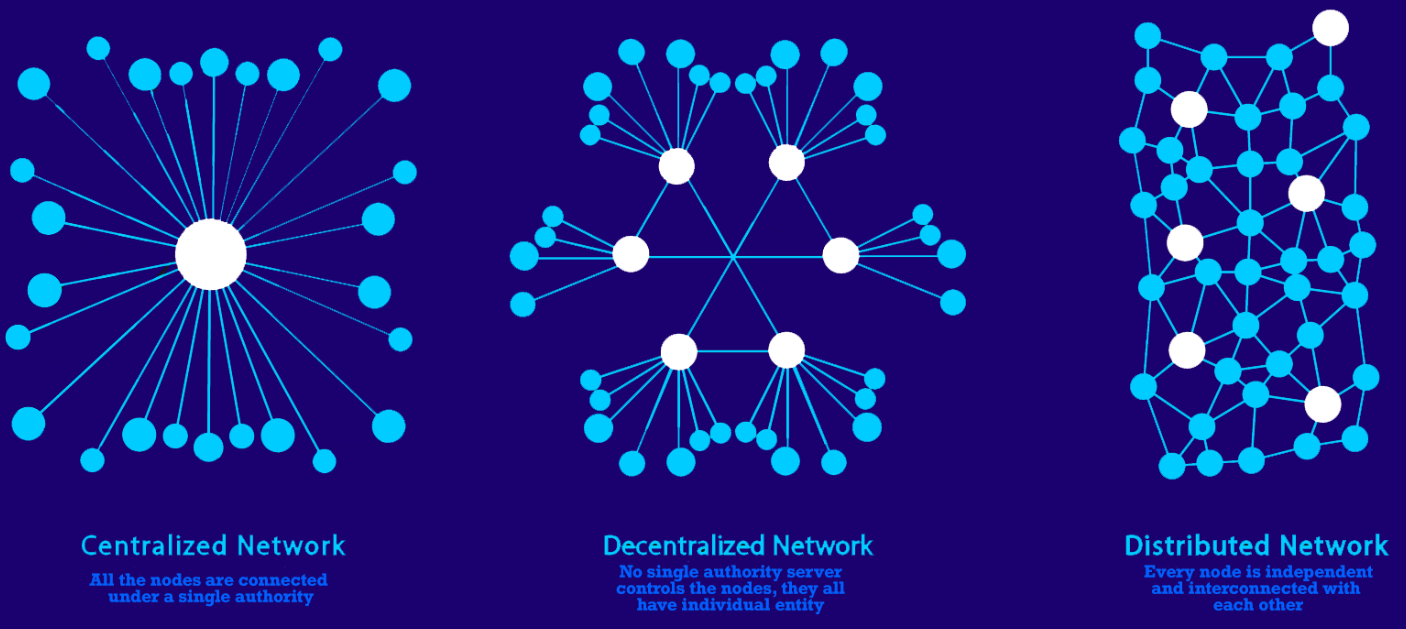 Centralized Network
All the nodes are connected
under a single authority
Decentralized Network
No single authority server
controls the nodes, they all
have individual entity
Distributed Network
Every node is independent
and interconnected with
each other